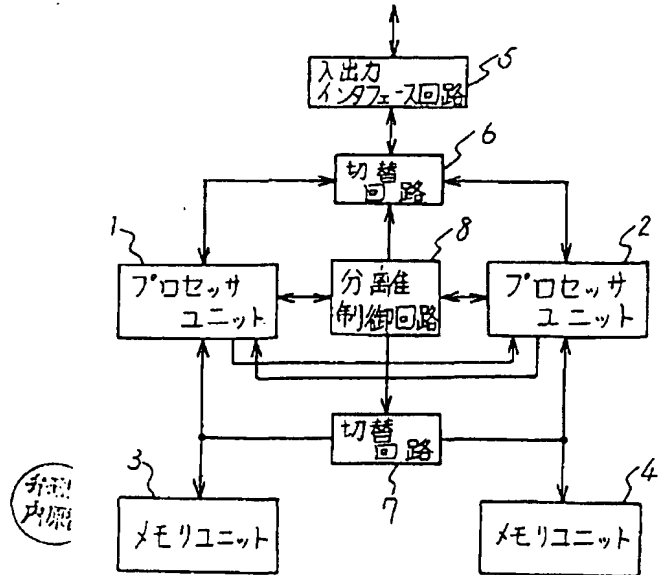 入出力
インタフェース回路
5
切替
回路
6
1
プロセッサ
ユニット
8
分離
制御回路
2
プロセッサ
ユニット
切替
回路
7
3
メモリユニット
4
メモリユニット